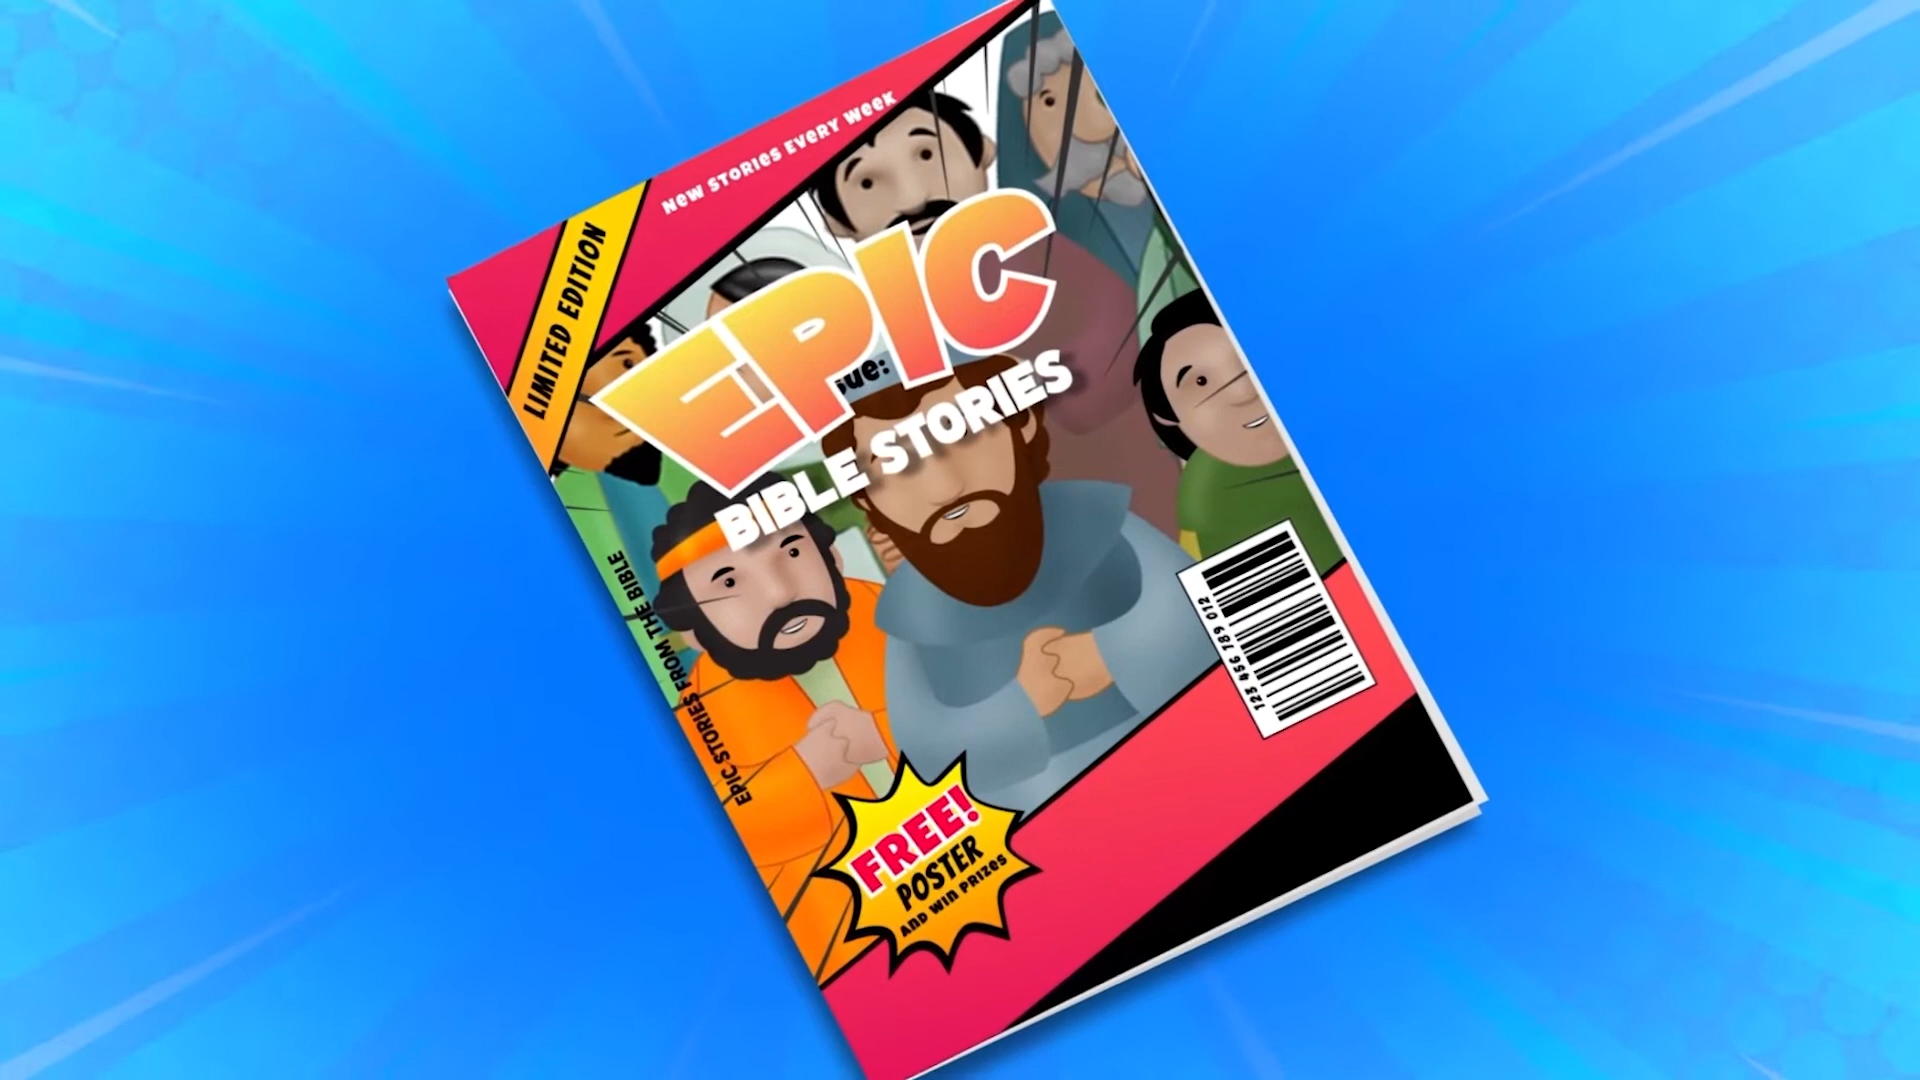 NEW STORIES EVERY WEEK
LIMITED EDITION
EPIC
BIBLE STORIES
EPIC STORIES FROM THE BIBLE
123 456 789 012
FREE!
POSTER
AND WIN PRIZES